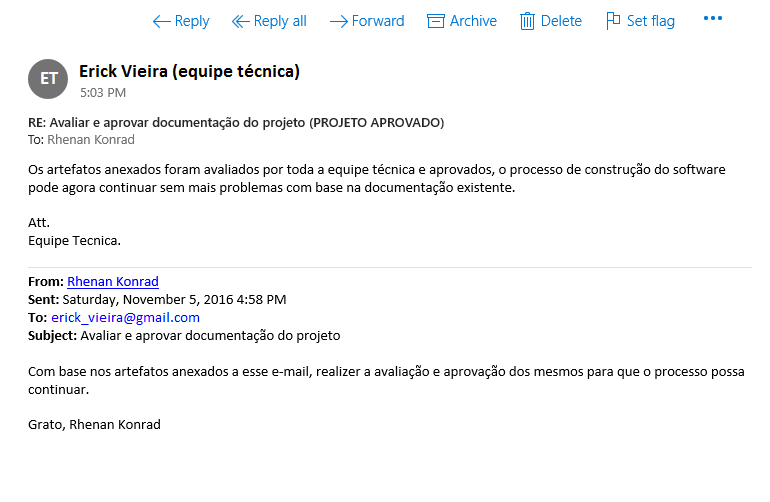 Reply Reply all Forward Archive Delete Set flag •••
ET Erick Vieira (equipe técnica)
5:03 PM
RE: Avaliar e aprovar documentação do projeto (PROJETO APROVADO)
To: Rhenan Konrad
Os artefatos anexados foram avaliados por toda a equipe técnica e aprovados, o processo de construção do software
pode agora continuar sem mais problemas com base na documentação existente.
Att.
Equipe Tecnica.
From: Rhenan Konrad
Sent: Saturday, November 5, 2016 4:58 PM
To: erick_vieira@gmail.com
Subject: Avaliar e aprovar documentação do projeto
Com base nos artefatos anexados a esse e-mail, realizer a avaliação e aprovação dos mesmos para que o processo possa
continuar.
Grato, Rhenan Konrad